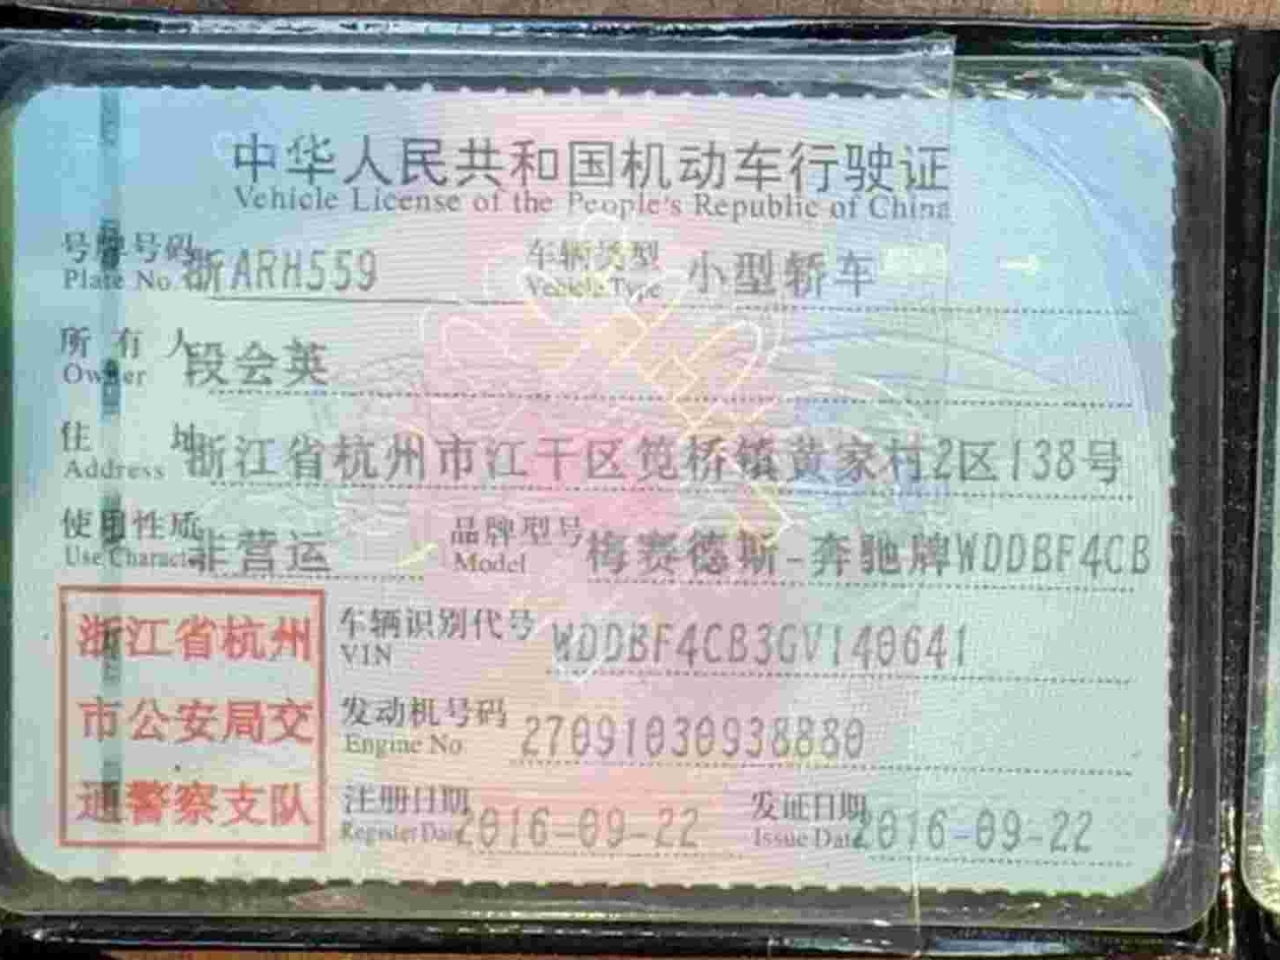 中华人民共和国机动车行驶证
Vehicle License of the People's Republic of China
号牌号码 浙ARH559 车辆类型 小型轿车
Plate No Vehicle Type
所有人 段会英
Owner
住址 浙江省杭州市江干区笕桥镇黄家村2区138号
Address
使用性质 非营运 品牌型号 梅赛德斯-奔驰牌WDDBF4CB
Use Character Model
浙江省杭州
市公安局交
通警察支队
车辆识别代号 WDDBF4CB3GV140641
VIN
发动机号码 27091030938880
Engine No
注册日期 2016-09-22 发证日期 2016-09-22
Register Date Issue Date